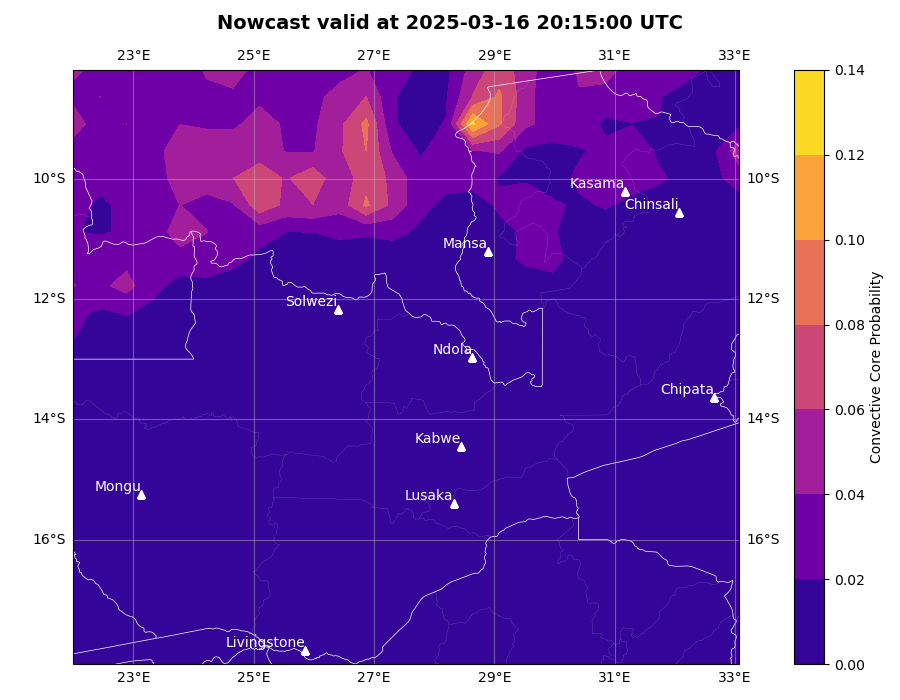 Nowcast valid at 2025-03-16 20:15:00 UTC
23°E 25°E 27°E 29°E 31°E 33°E
0.14
0.12
10°S Kasama 10°S
Chinsali
0.10
Mansa
12°S Solwezi 12°S
0.08
Ndola
Chipata
0.06
14°S 14°S
Kabwe
Mongu
Lusaka
0.04
16°S 16°S
0.02
Livingstone
0.00
23°E 25°E 27°E 29°E 31°E 33°E
Convective Core Probability